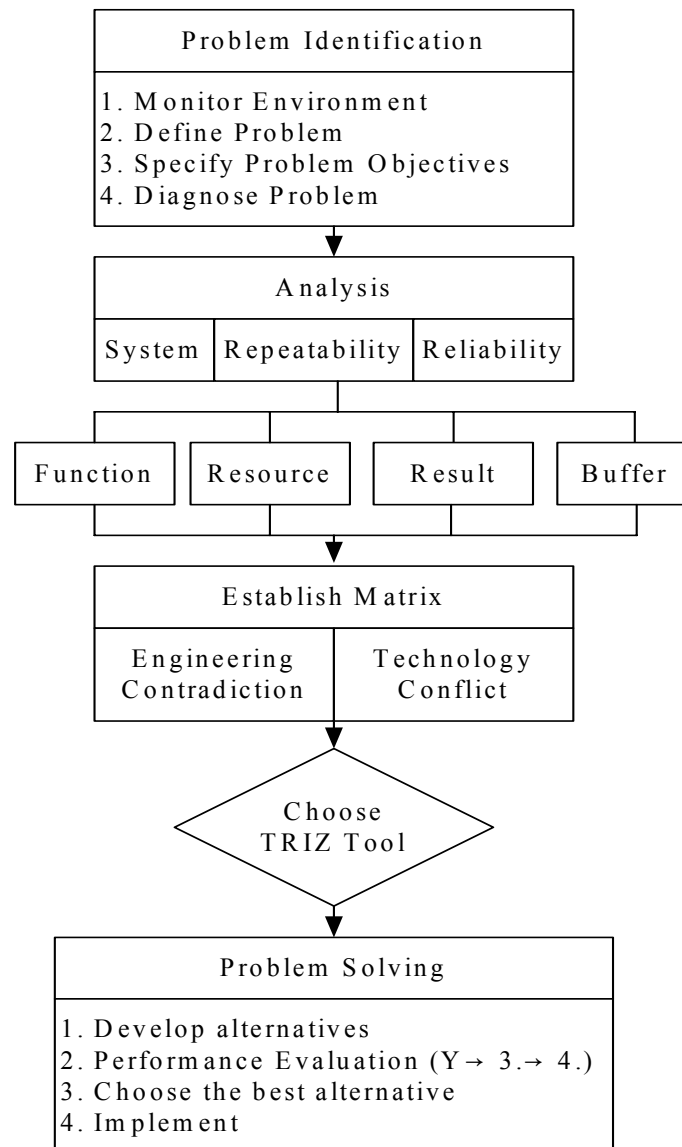 Problem Identification
1. Monitor Environment
2. Define Problem
3. Specify Problem Objectives
4. Diagnose Problem
Analysis
System Repeatability Reliability
Function Resource Result Buffer
Establish Matrix
Engineering Contradiction
Technology Conflict
Choose
TRIZ Tool
Problem Solving
1. Develop alternatives
2. Performance Evaluation (Y→ 3.→ 4.)
3. Choose the best alternative
4. Implement